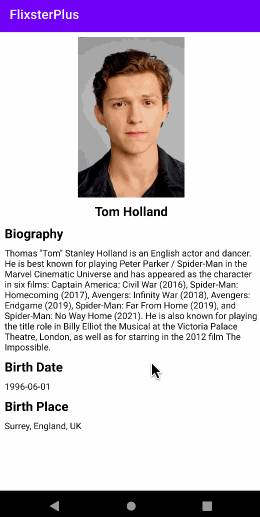 FlixsterPlus
Tom Holland
Biography
Thomas "Tom" Stanley Holland is an English actor and dancer.
He is best known for playing Peter Parker / Spider-Man in the
Marvel Cinematic Universe and has appeared as the character
in six films: Captain America: Civil War (2016), Spider-Man:
Homecoming (2017), Avengers: Infinity War (2018), Avengers:
Endgame (2019), Spider-Man: Far From Home (2019), and
Spider-Man: No Way Home (2021). He is also known for playing
the title role in Billy Elliot the Musical at the Victoria Palace
Theatre, London, as well as for starring in the 2012 film The
Impossible.
Birth Date
1996-06-01
Birth Place
Surrey, England, UK